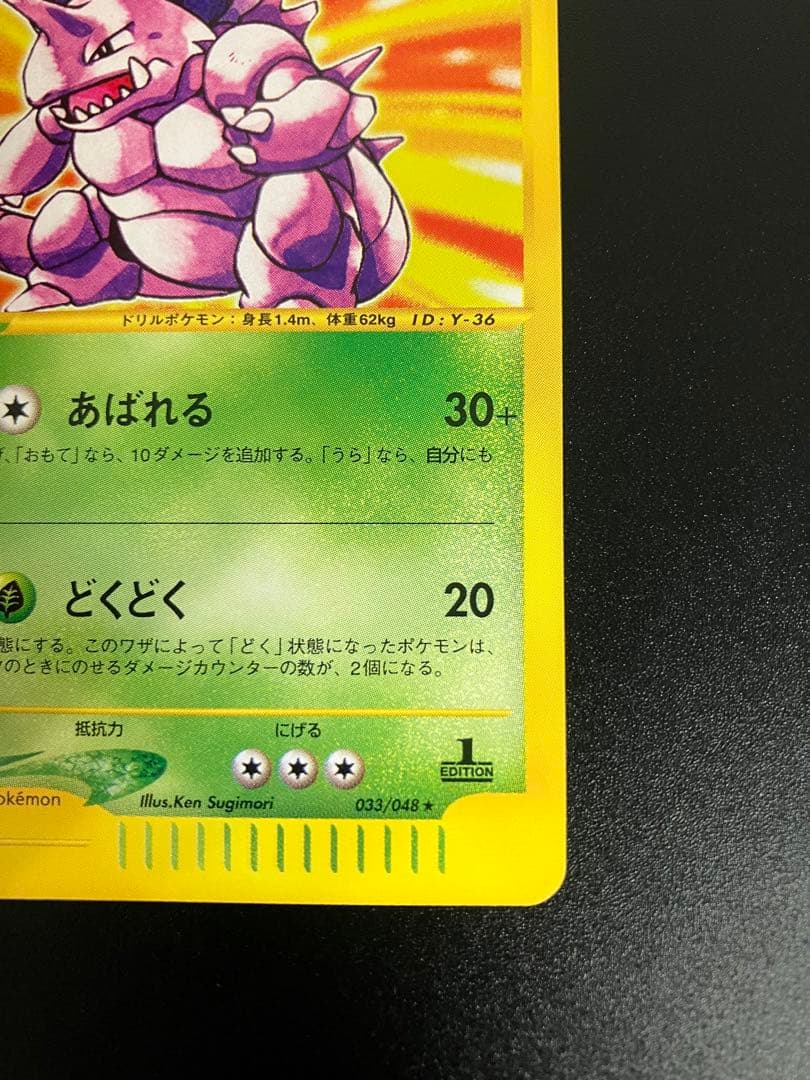 ドリルポケモン：身長1.4m、体重62kg ID:Y-36
あばれる 30+
、「おもて」なら、10ダメージを追加する。「うら」なら、自分にも
どくどく 20
態にする。このワザによって「どく」状態になったポケモンは、
のときにのせるダメージカウンターの数が、2個になる。
抵抗力 にげる
1
EDITION
okémon Illus.Ken Sugimori 033/048★